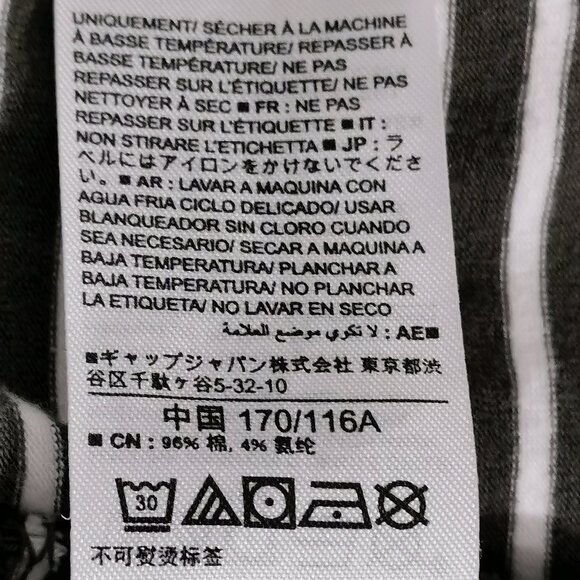 UNIQUEMENT/ SÉCHER À LA MACHINE
À BASSE TEMPÉRATURE/ REPASSER À
BASSE TEMPÉRATURE/ NE PAS
REPASSER SUR L'ÉTIQUETTE/ NE PAS
NETTOYER À SEC ■ FR : NE PAS
REPASSER SUR L'ÉTIQUETTE ■ IT :
NON STIRARE L'ETICHETTA ■ JP : ラ
ベルにはアイロンをかけないでくださ
い。 ■ AR : LAVAR A MAQUINA CON
AGUA FRIA CICLO DELICADO/ USAR
BLANQUEADOR SIN CLORO CUANDO
SEA NECESARIO/ SECAR A MAQUINA A
BAJA TEMPERATURA/ PLANCHAR A
BAJA TEMPERATURA/ NO PLANCHAR
LA ETIQUETA/ NO LAVAR EN SECO
■AE : لا تكوي موضع العلامة
■ギャップジャパン株式会社 東京都渋
谷区千駄ヶ谷5-32-10
中国 170/116A
■ CN : 96% 棉, 4% 氨纶
30
不可熨烫标签